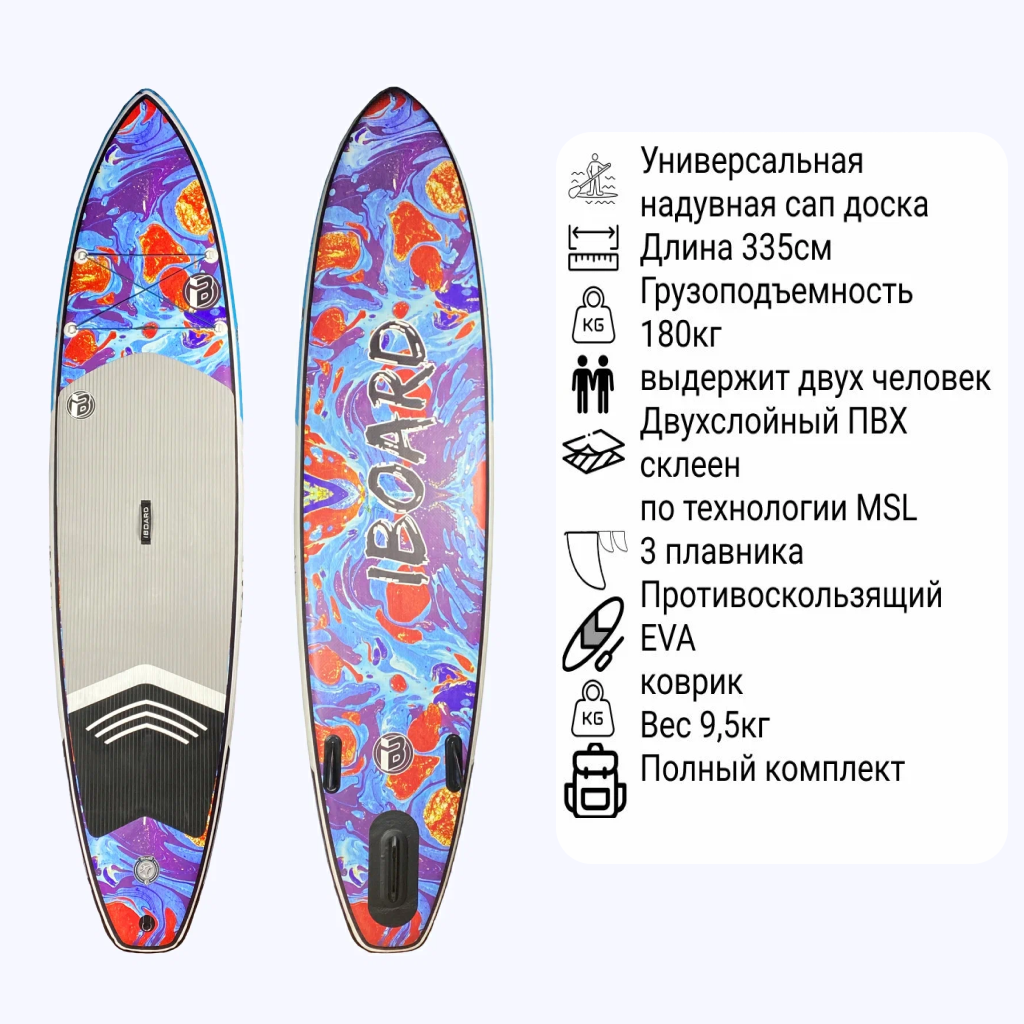 IBOARD
IBOARD
Универсальная
надувная сап доска
Длина 335см
Грузоподъемность
180кг
выдержит двух человек
Двухслойный ПВХ
склеен
по технологии MSL
3 плавника
Противоскользящий
EVA
коврик
Вес 9,5кг
Полный комплект
KG
KG